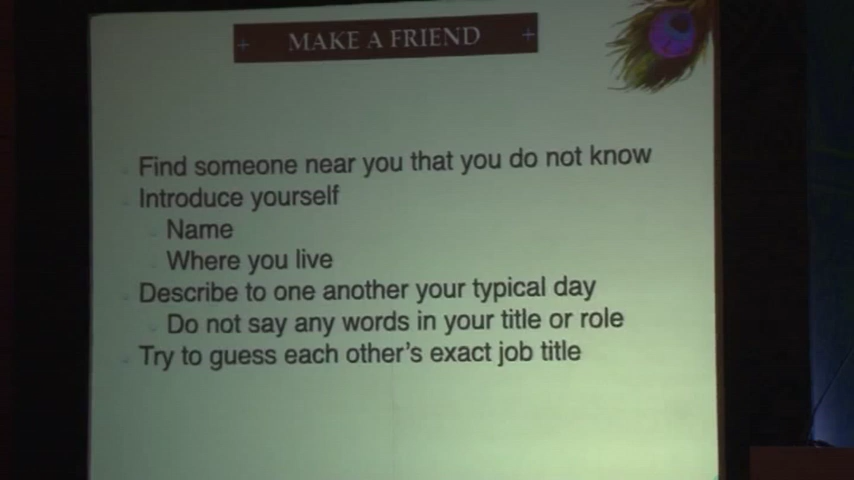 MAKE A FRIEND
Find someone near you that you do not know
Introduce yourself
Name
Where you live
Describe to one another your typical day
Do not say any words in your title or role
Try to guess each other's exact job title